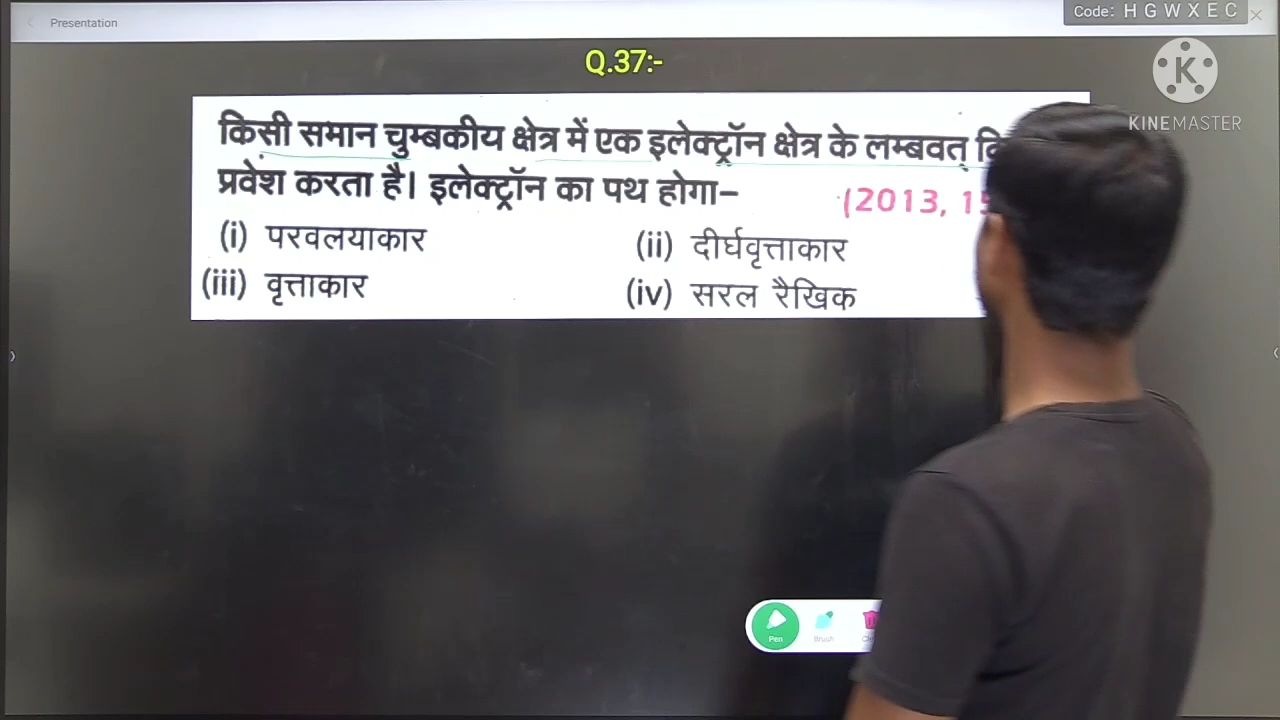 Presentation
Code: H G W X E C
Q.37:-
KINEMASTER
किसी समान चुम्बकीय क्षेत्र में एक इलेक्ट्रॉन क्षेत्र के लम्बवत्
प्रवेश करता है। इलेक्ट्रॉन का पथ होगा–
(2013,
(i) परवलयाकार
(ii) दीर्घवृत्ताकार
(iii) वृत्ताकार
(iv) सरल रैखिक
Pen
Brush